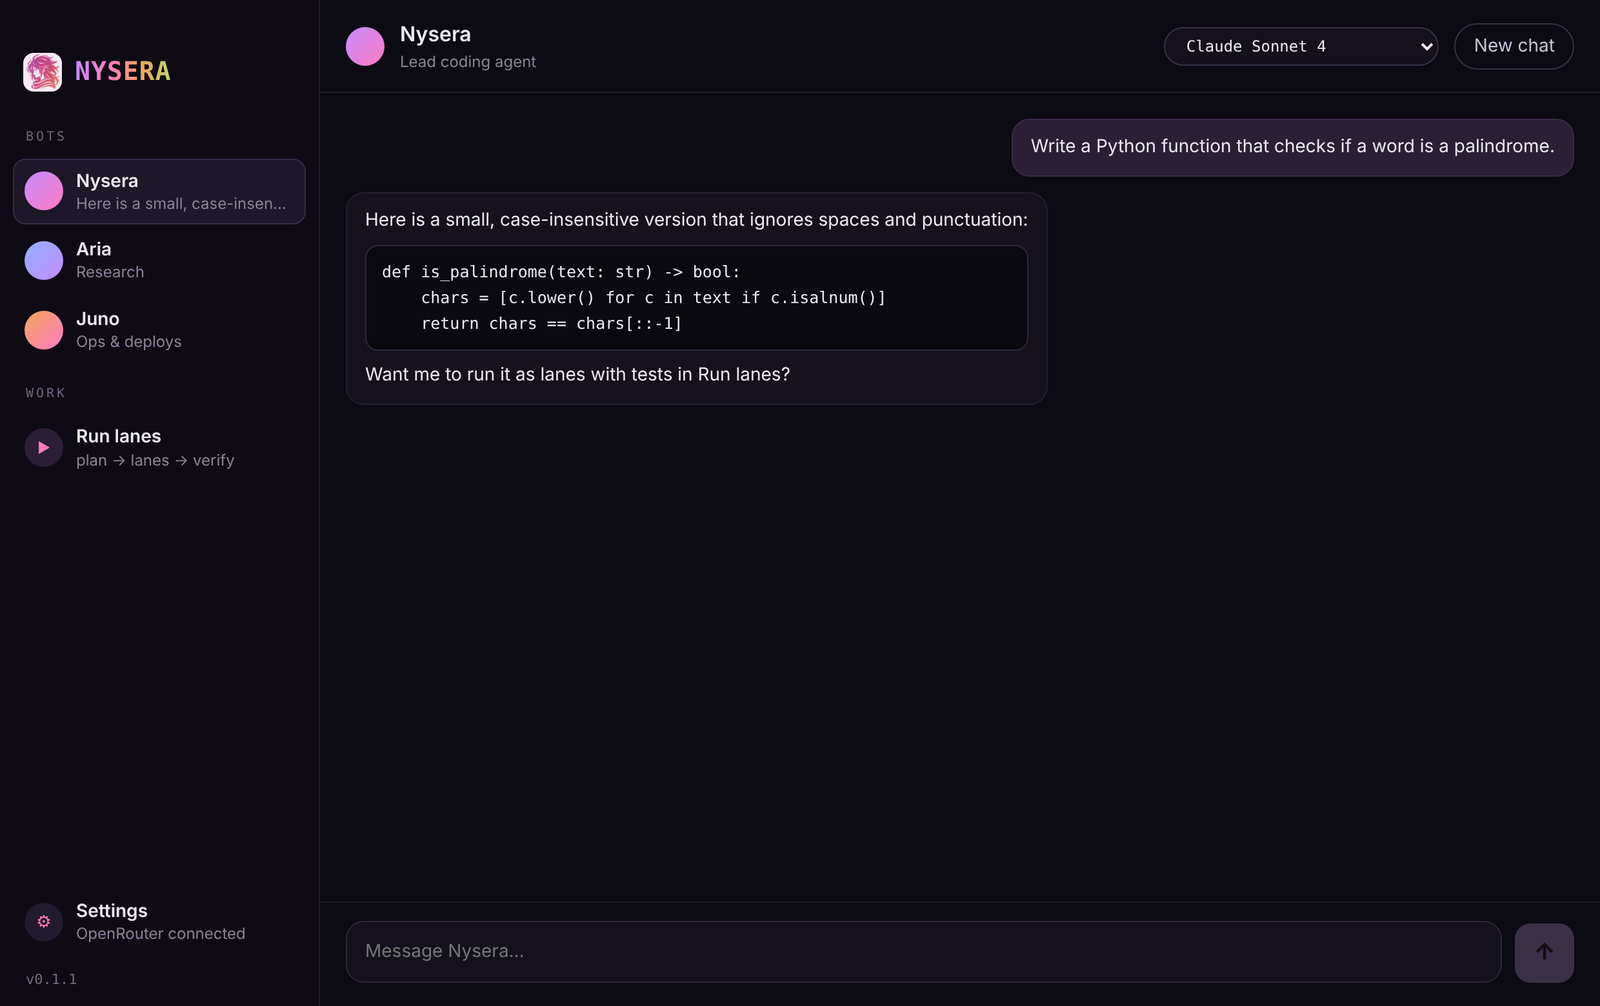 NYSERA
BOTS
Nysera
Here is a small, case-insen...
Aria
Research
Juno
Ops & deploys
WORK
Run lanes
plan → lanes → verify
Settings
OpenRouter connected
v0.1.1
Nysera
Lead coding agent
Claude Sonnet 4
New chat
Write a Python function that checks if a word is a palindrome.
Here is a small, case-insensitive version that ignores spaces and punctuation:
def is_palindrome(text: str) -> bool:
    chars = [c.lower() for c in text if c.isalnum()]
    return chars == chars[::-1]
Want me to run it as lanes with tests in Run lanes?
Message Nysera...